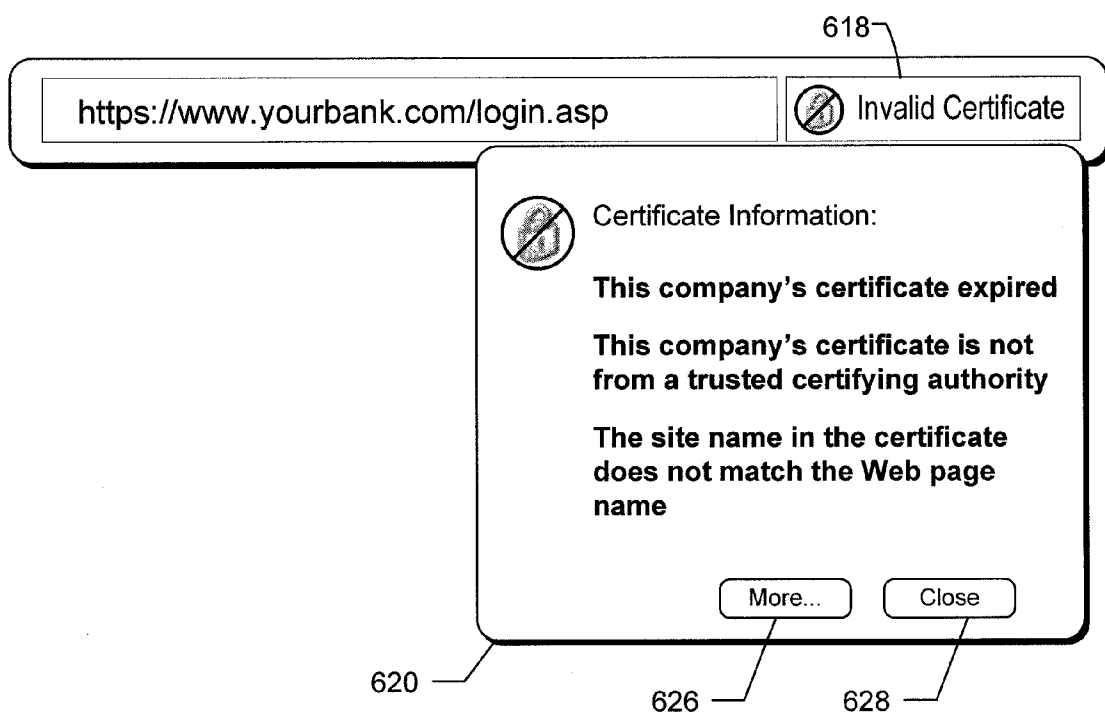 618
https://www.yourbank.com/login.asp
Invalid Certificate
Certificate Information:
This company’s certificate expired
This company’s certificate is not
from a trusted certifying authority
The site name in the certificate
does not match the Web page
name
More...
Close
620
626
628